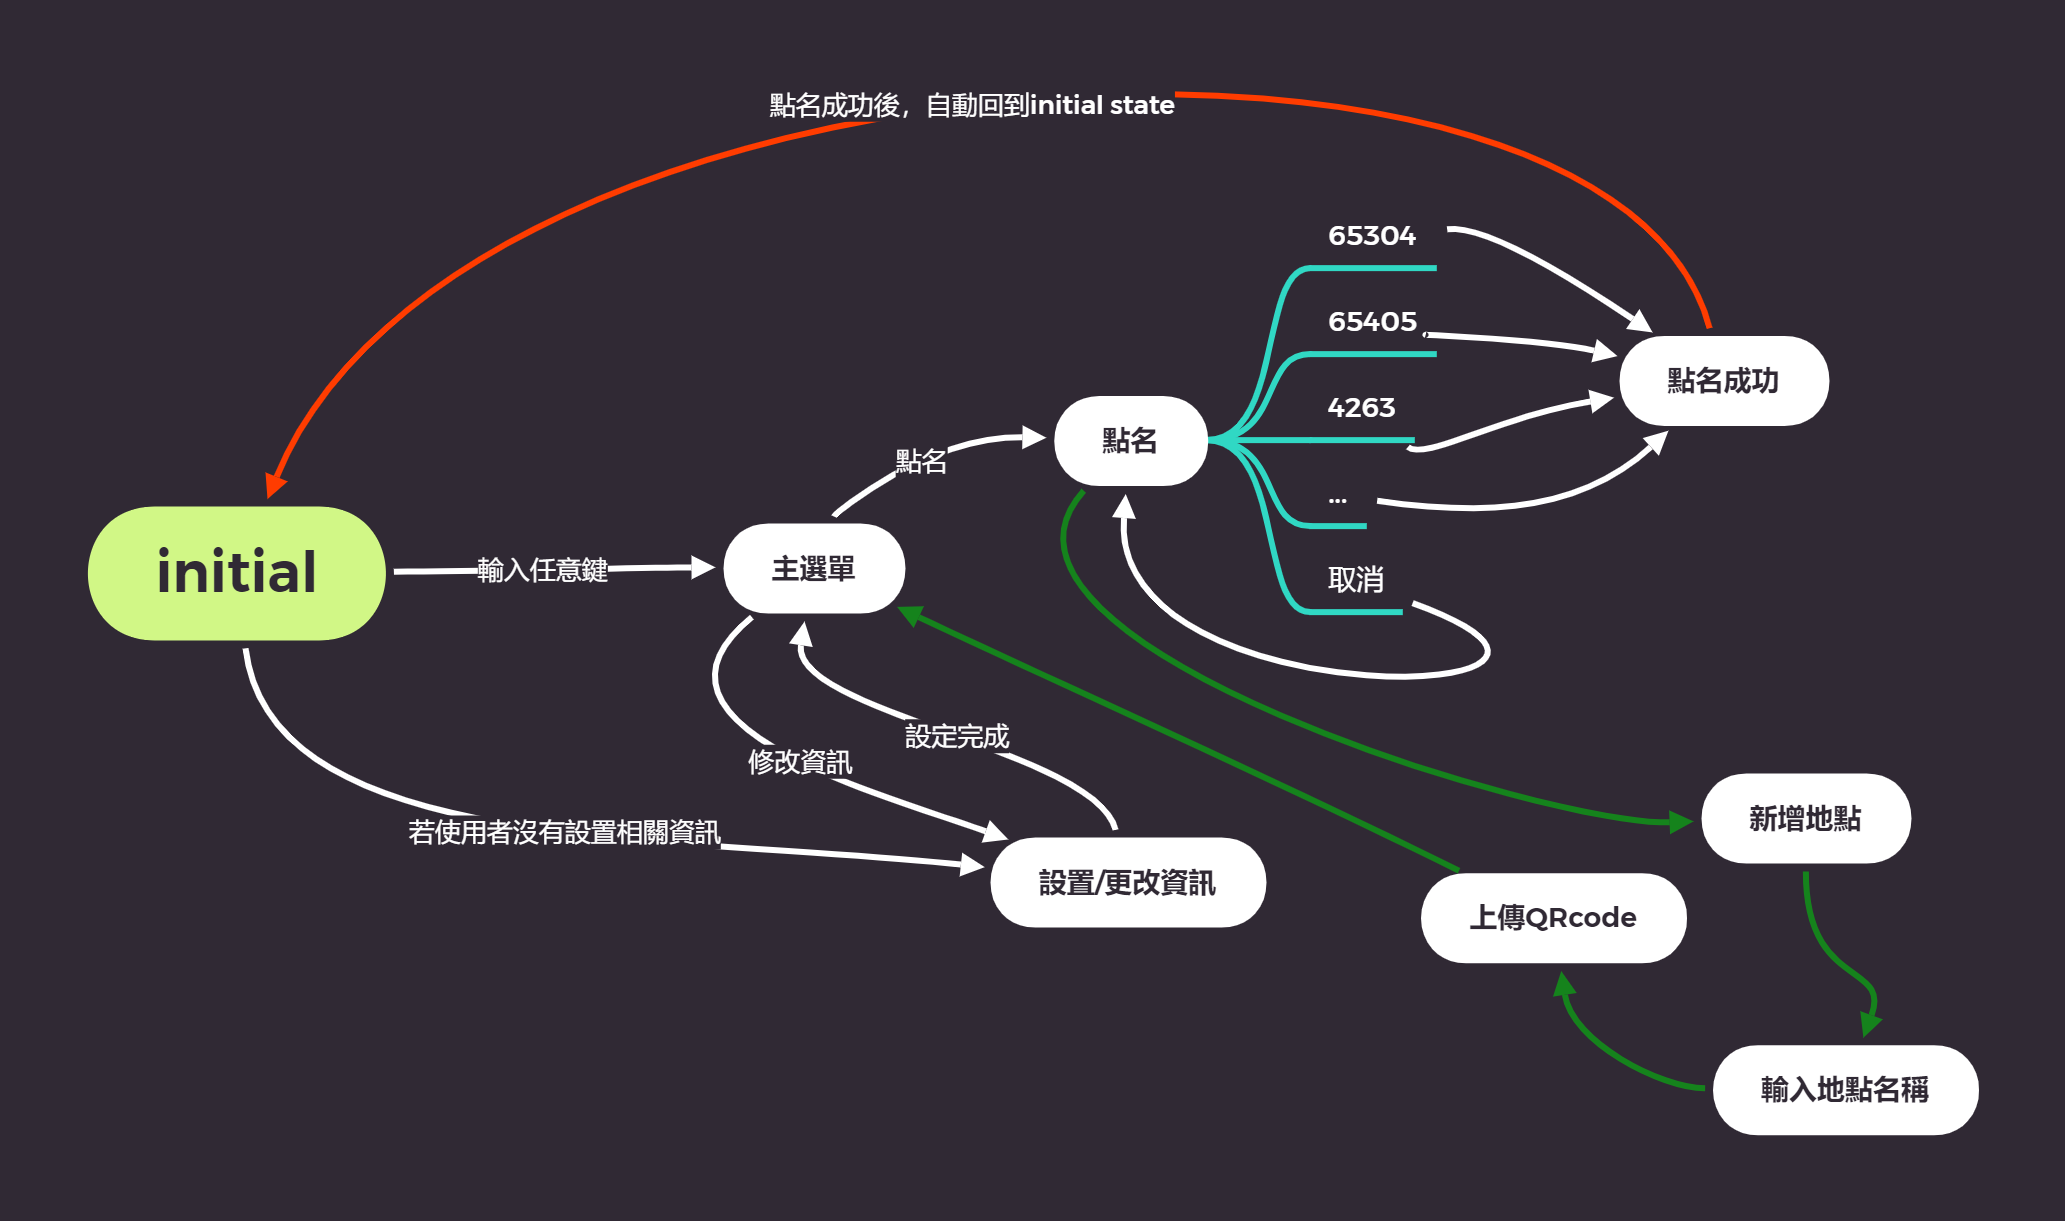 點名成功後，自動回到initial state
65304
65405
點名成功
4263
點名
點名
...
initial
輸入任意鍵
主選單
取消
設定完成
修改資訊
若使用者沒有設置相關資訊
新增地點
設置/更改資訊
上傳QRcode
輸入地點名稱